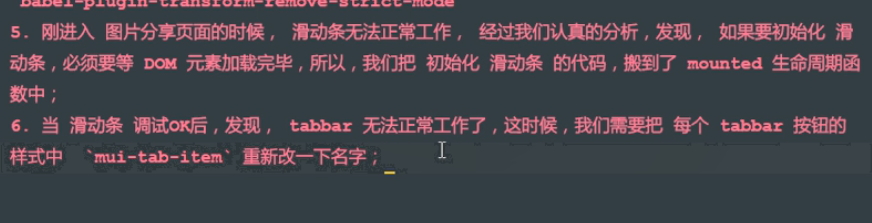 babel-plugin-transform-remove-strict-mode
5. 刚进入 图片分享页面的时候， 滑动条无法正常工作， 经过我们认真的分析，发现， 如果要初始化 滑
动条，必须要等 DOM 元素加载完毕，所以，我们把 初始化 滑动条 的代码，搬到了 mounted 生命周期函
数中；
6. 当 滑动条 调试OK后，发现， tabbar 无法正常工作了，这时候，我们需要把 每个 tabbar 按钮的
样式中 `mui-tab-item` 重新改一下名字；